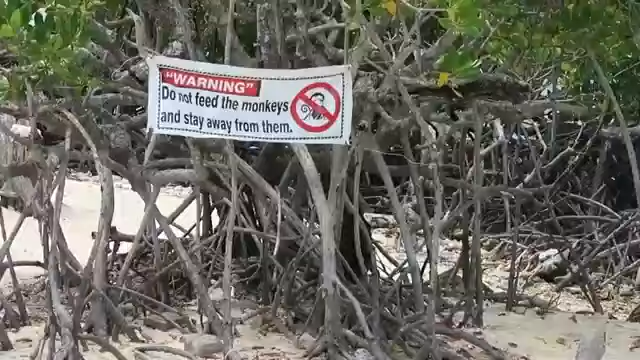 "WARNING"
Do not feed the monkeys
and stay away from them.